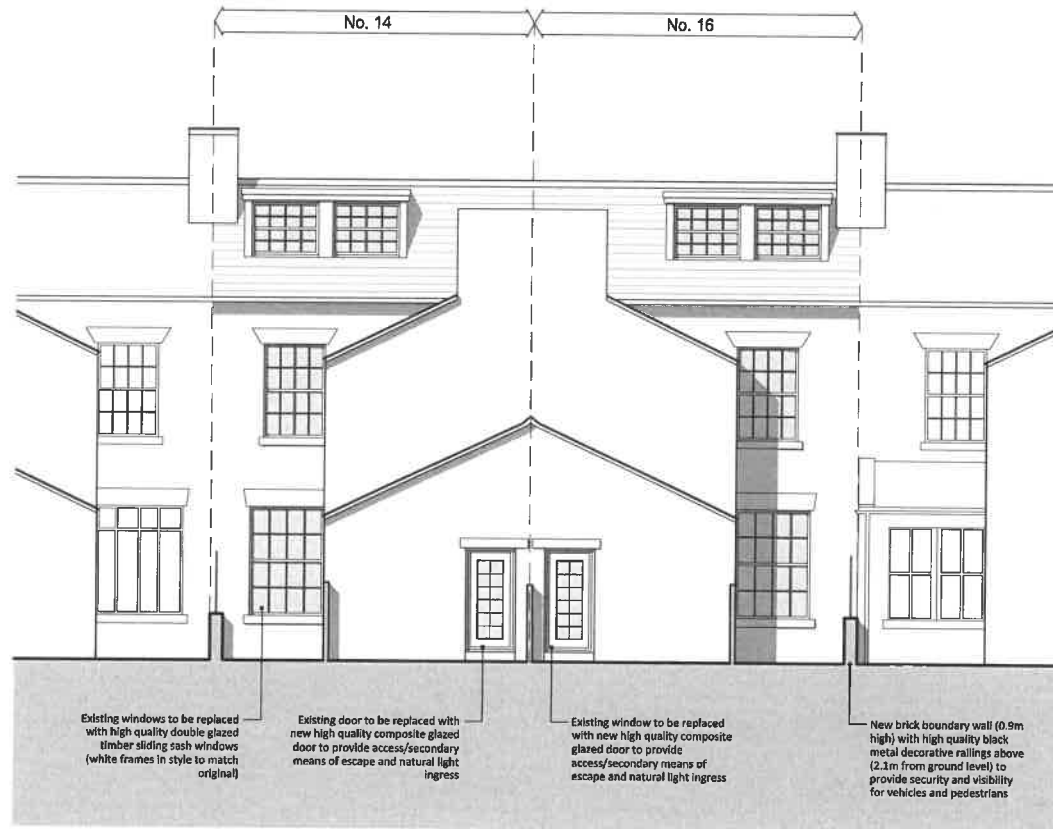 No. 14
No. 16
Existing windows to be replaced
with high quality double glazed
timber sliding sash windows
(white frames in style to match
original)
Existing door to be replaced with
new high quality composite glazed
door to provide access/secondary
means of escape and natural light
ingress
Existing window to be replaced
with new high quality composite
glazed door to provide
access/secondary means of
escape and natural light ingress
New brick boundary wall (0.9m
high) with high quality black
metal decorative railings above
(2.1m from ground level) to
provide security and visibility
for vehicles and pedestrians